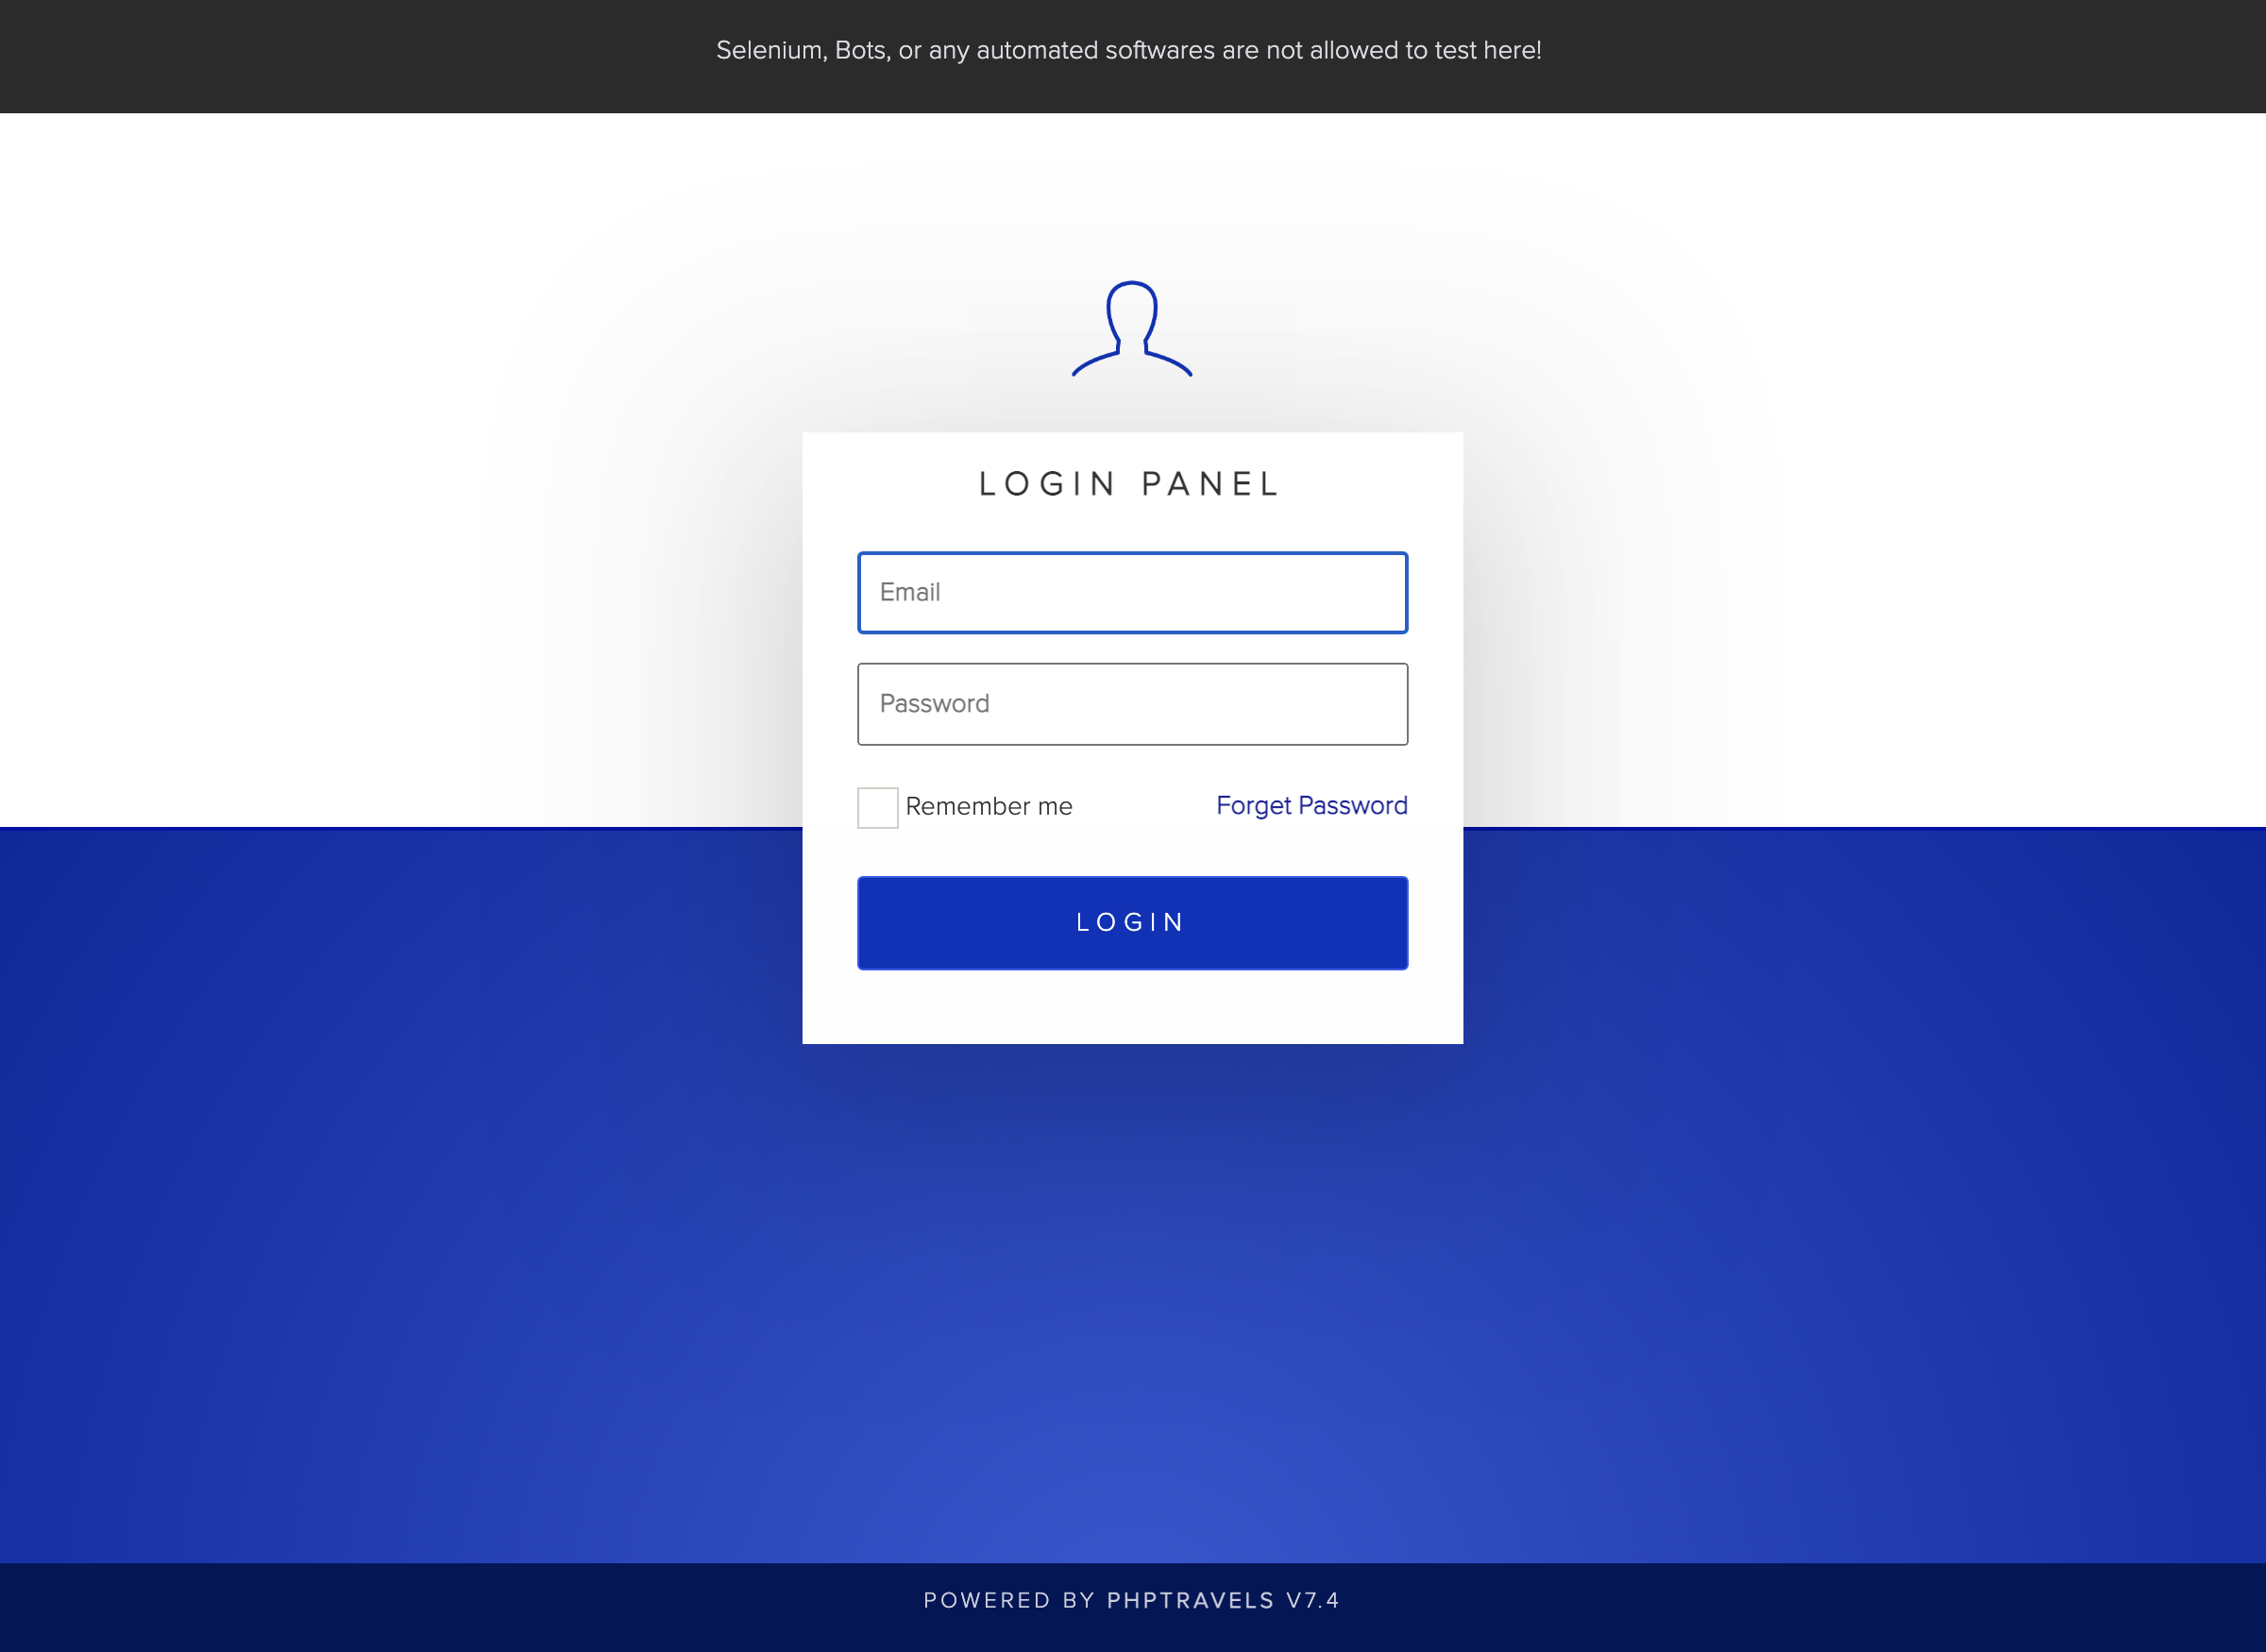 Selenium, Bots, or any automated softwares are not allowed to test here!
LOGIN PANEL
Email
Password
Remember me
Forget Password
LOGIN
POWERED BY PHPTRAVELS V7.4